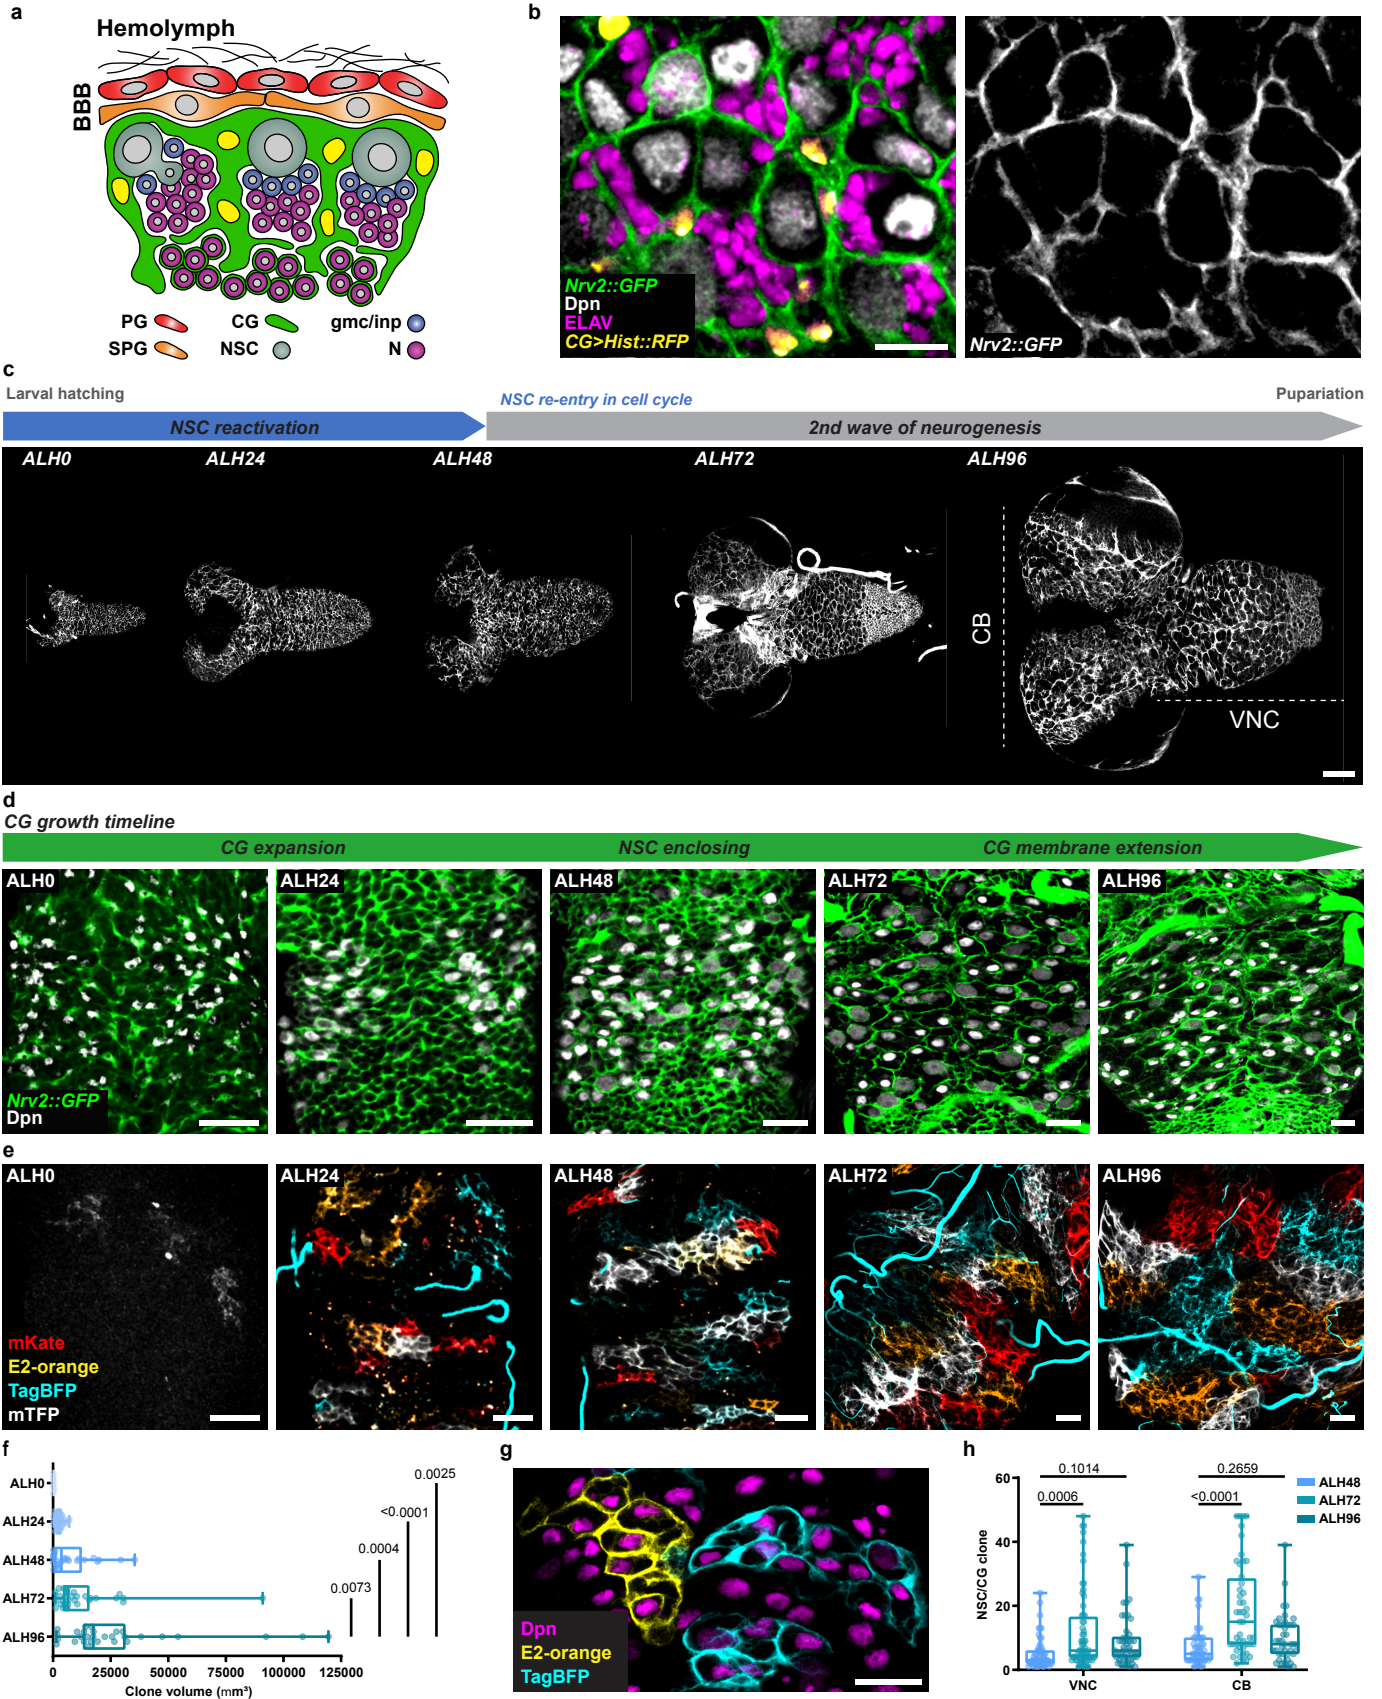 a
Hemolymph
BBB
PG
CG
gmc/inp
SPG
NSC
N
b
Nrv2::GFP
Dpn
ELAV
CG>Hist::RFP
Nrv2::GFP
c
Larval hatching
NSC re-entry in cell cycle
Pupariation
NSC reactivation
2nd wave of neurogenesis
ALH0
ALH24
ALH48
ALH72
ALH96
CB
VNC
d
CG growth timeline
CG expansion
NSC enclosing
CG membrane extension
ALH0
ALH24
ALH48
ALH72
ALH96
Nrv2::GFP
Dpn
e
ALH0
ALH24
ALH48
ALH72
ALH96
mKate
E2-orange
TagBFP
mTFP
f
ALH0
ALH24
ALH48
ALH72
ALH96
0.0073
0.0004
<0.0001
0.0025
0
25000
50000
75000
100000
125000
Clone volume (mm³)
g
Dpn
E2-orange
TagBFP
h
NSC/CG clone
60
40
20
0
0.1014
0.0006
0.2659
<0.0001
ALH48
ALH72
ALH96
VNC
CB